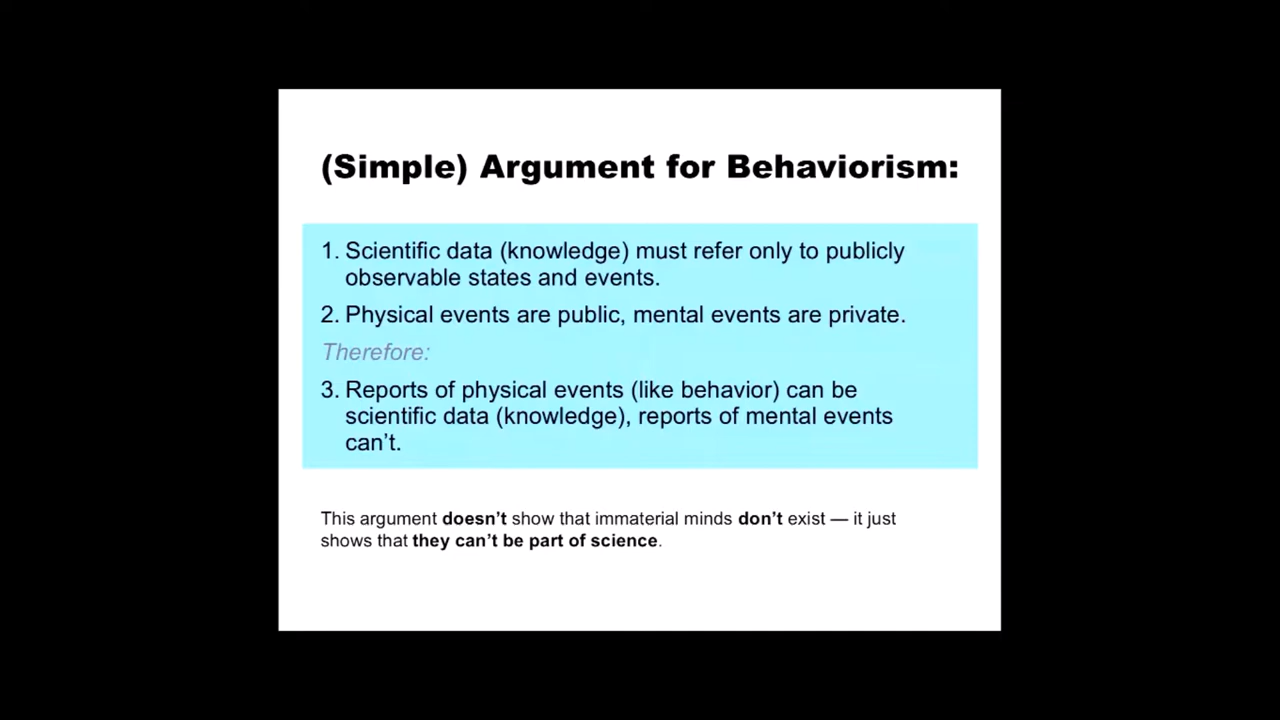 (Simple) Argument for Behaviorism:
1. Scientific data (knowledge) must refer only to publicly
observable states and events.
2. Physical events are public, mental events are private.
Therefore:
3. Reports of physical events (like behavior) can be
scientific data (knowledge), reports of mental events
can’t.
This argument doesn’t show that immaterial minds don’t exist — it just
shows that they can’t be part of science.